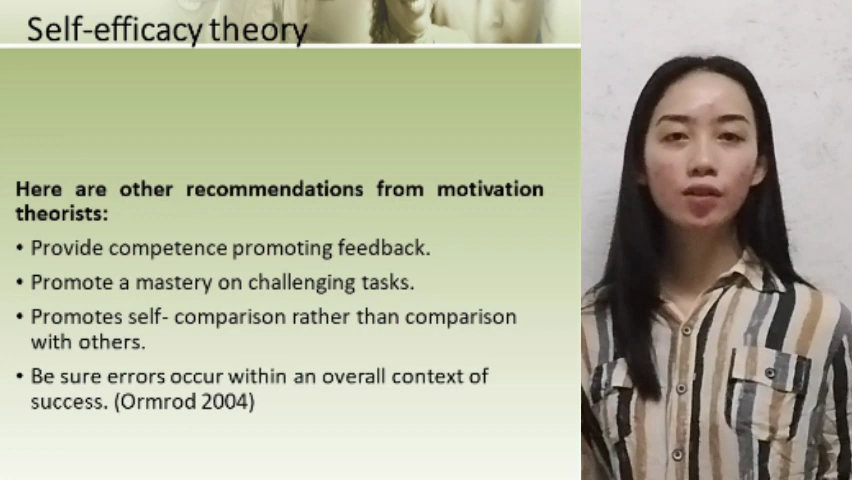 Self-efficacy theory
Here are other recommendations from motivation
theorists:
• Provide competence promoting feedback.
• Promote a mastery on challenging tasks.
• Promotes self- comparison rather than comparison
with others.
• Be sure errors occur within an overall context of
success. (Ormrod 2004)